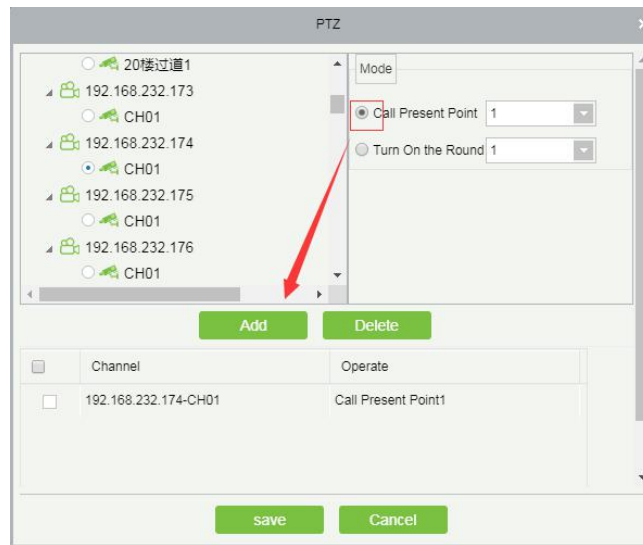 PTZ
20楼过道1
192.168.232.173
CH01
192.168.232.174
CH01
192.168.232.175
CH01
192.168.232.176
CH01
Mode
Call Present Point 1
Turn On the Round 1
Add Delete
Channel Operate
192.168.232.174-CH01 Call Present Point1
save Cancel